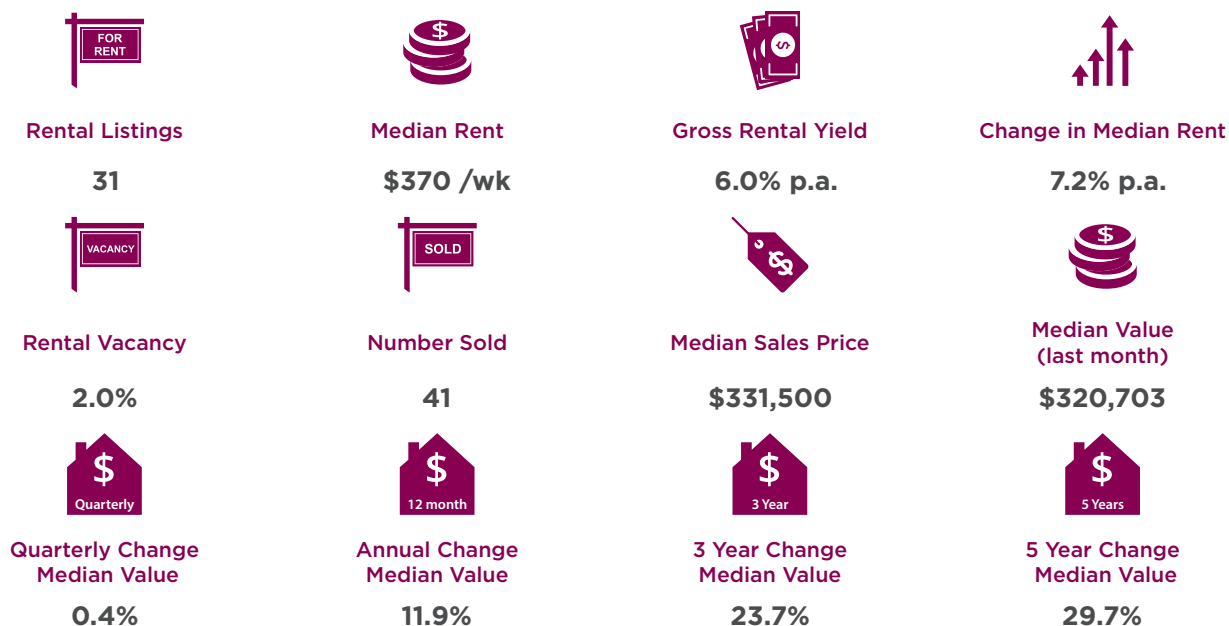 FOR
RENT
$
$
Rental Listings
Median Rent
Gross Rental Yield
Change in Median Rent
31
$370 /wk
6.0% p.a.
7.2% p.a.
VACANCY
SOLD
$
$
Rental Vacancy
Number Sold
Median Sales Price
Median Value
(last month)
2.0%
41
$331,500
$320,703
$
Quarterly
$
12 month
$
3 Year
$
5 Years
Quarterly Change
Median Value
Annual Change
Median Value
3 Year Change
Median Value
5 Year Change
Median Value
0.4%
11.9%
23.7%
29.7%